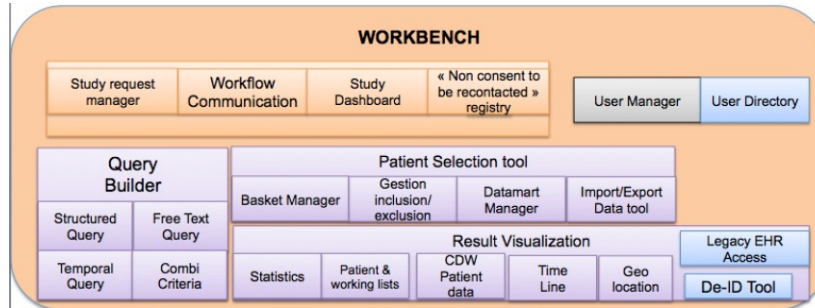 WORKBENCH
Study request
manager
Workflow
Communication
Study
Dashboard
« Non consent to
be recontacted »
registry
User Manager
User Directory
Query
Builder
Structured
Query
Free Text
Query
Temporal
Query
Combi
Criteria
Patient Selection tool
Basket Manager
Gestion
inclusion/
exclusion
Datamart
Manager
Import/Export
Data tool
Result Visualization
Statistics
Patient &
working lists
CDW
Patient
data
Time
Line
Geo
location
Legacy EHR
Access
De-ID Tool